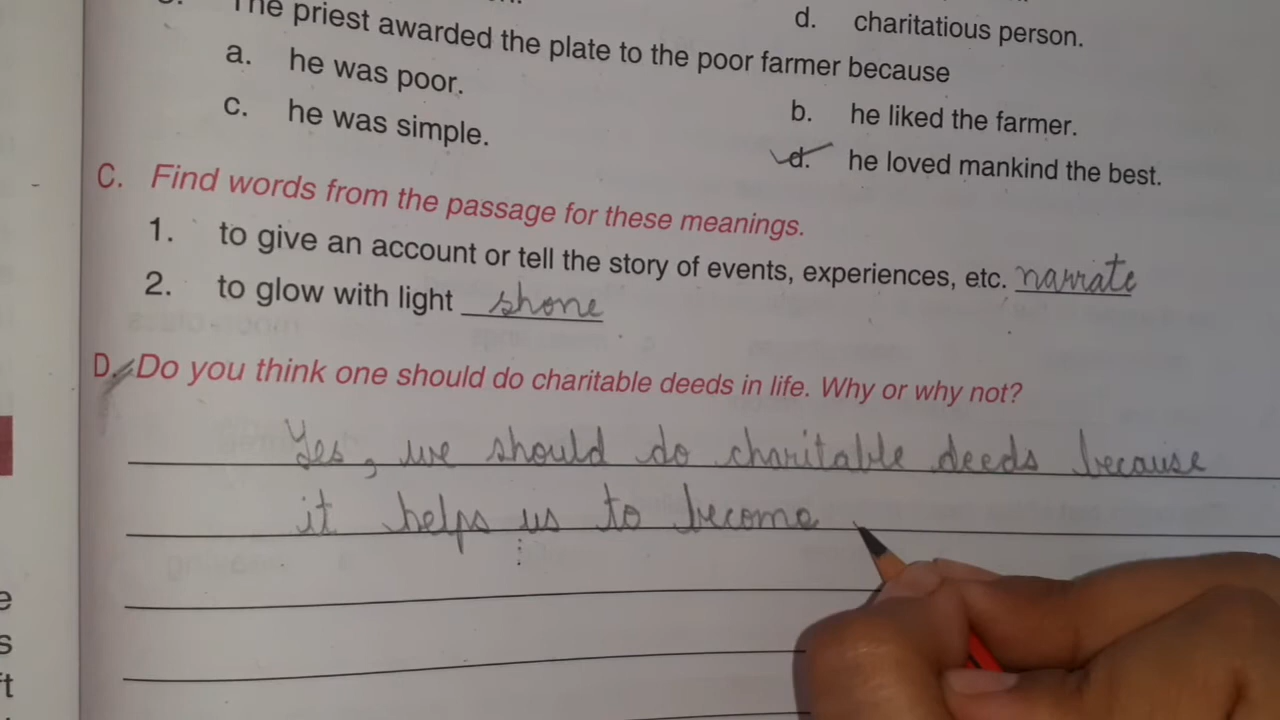 The priest awarded the plate to the poor farmer because
d. charitatious person.
a. he was poor.
b. he liked the farmer.
c. he was simple.
d. he loved mankind the best.
C. Find words from the passage for these meanings.
1. to give an account or tell the story of events, experiences, etc. narrate
2. to glow with light shone
D. Do you think one should do charitable deeds in life. Why or why not?
Yes, we should do charitable deeds because
it helps us to become
e
s